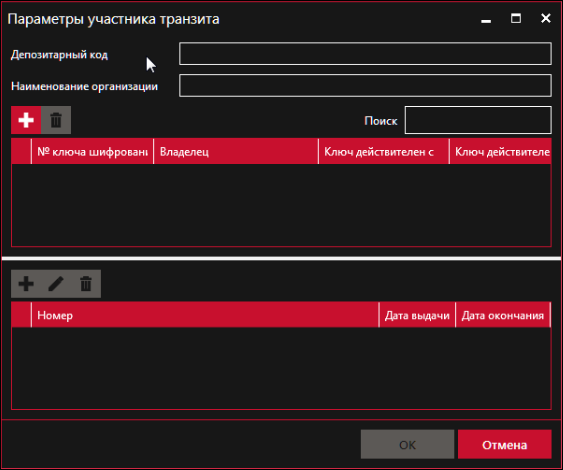 Параметры участника транзита
Депозитарный код
Наименование организации
Поиск
№ ключа шифровани Владелец Ключ действителен с Ключ действителе
Номер Дата выдачи Дата окончания
ОК Отмена